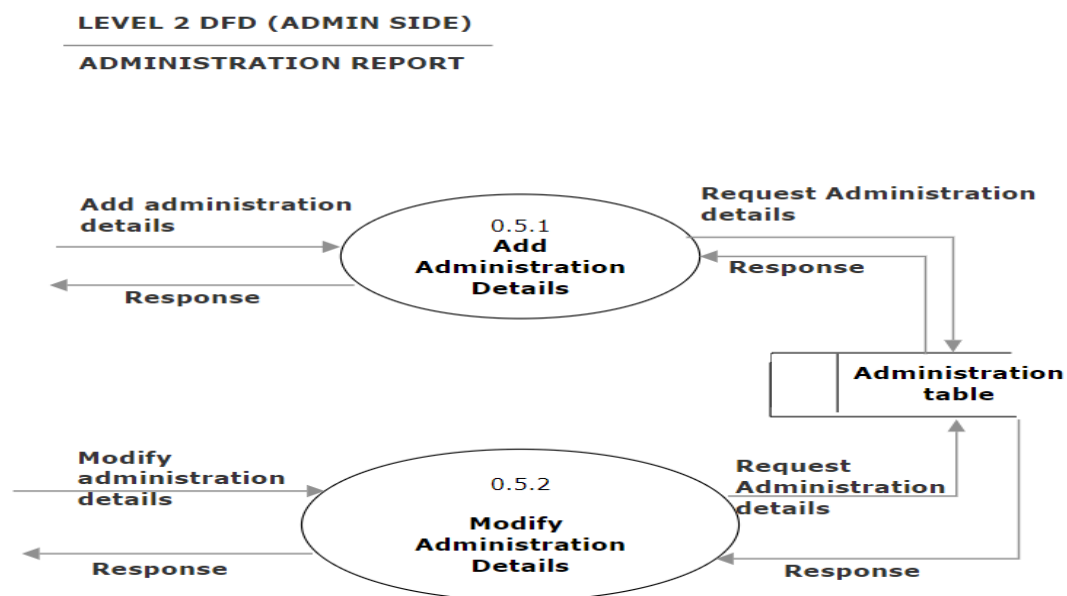 LEVEL 2 DFD (ADMIN SIDE)
ADMINISTRATION REPORT
Add administration
details
Response
0.5.1
Add
Administration
Details
Request Administration
details
Response
Administration
table
Modify
administration
details
Response
0.5.2
Modify
Administration
Details
Request
Administration
details
Response